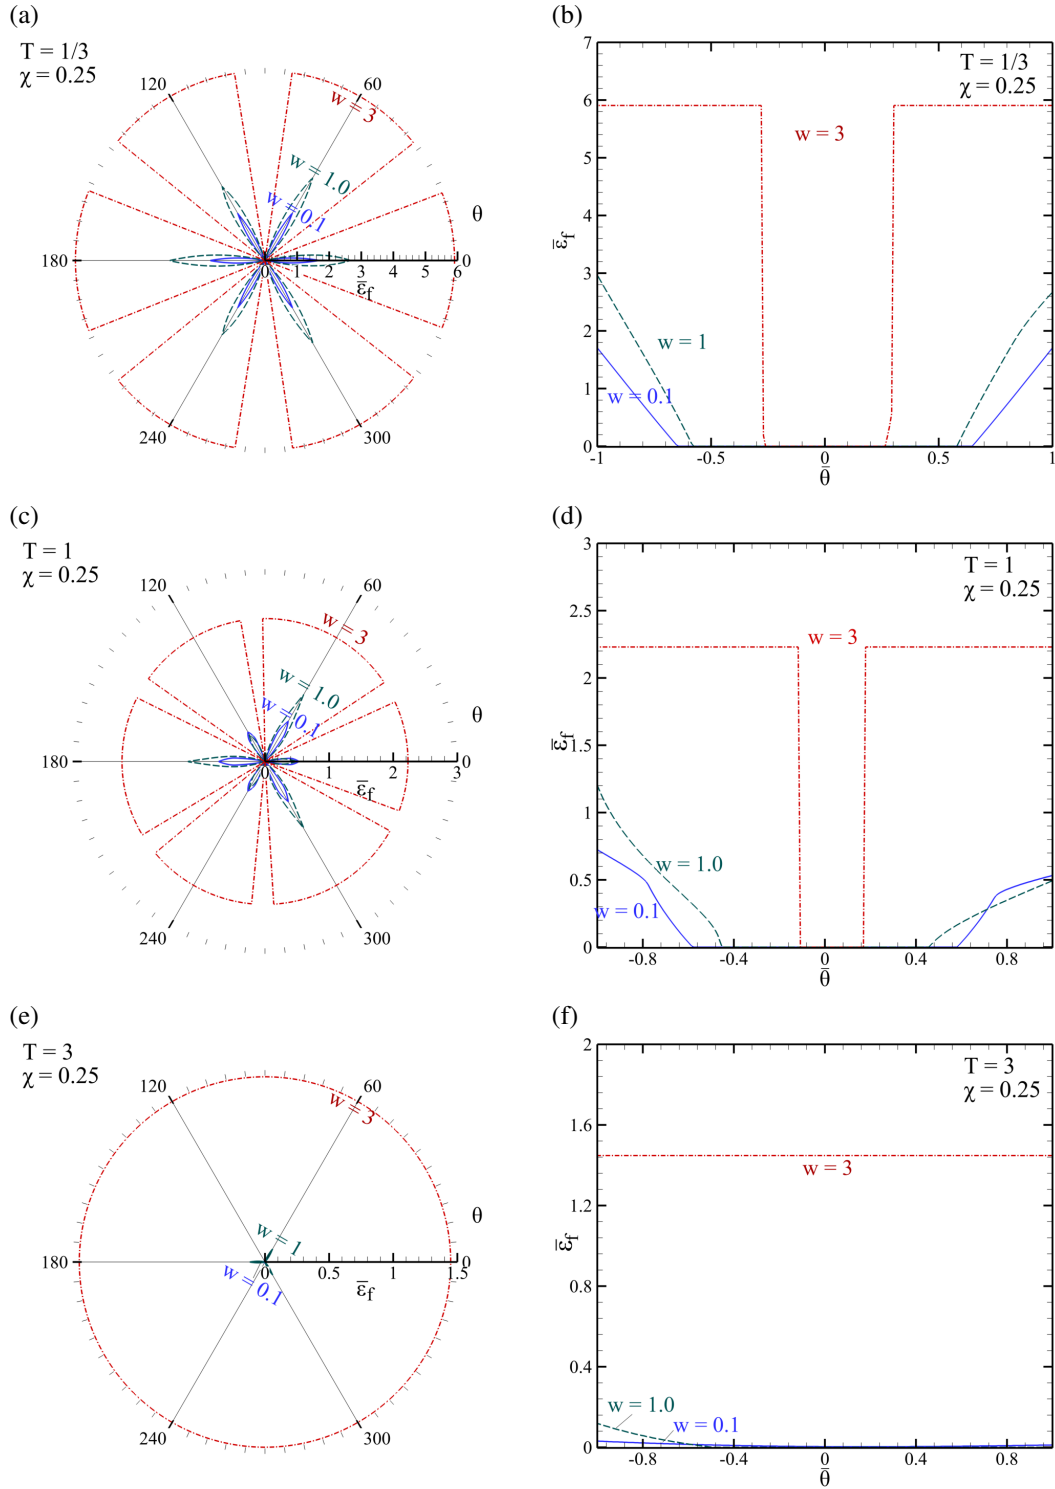 (a)
T = 1/3
χ = 0.25
120
60
w = 3
w = 1.0
w = 0.1
θ
180
0
1
2
3
4
5
6
0
ε̅f
240
300
(b)
7
6
5
4
3
2
1
0
ε̅f
T = 1/3
χ = 0.25
w = 3
w = 1
w = 0.1
-1
-0.5
0
0.5
1
θ̅
(c)
T = 1
χ = 0.25
120
60
w = 3
w = 1.0
w = 0.1
θ
180
0
1
2
3
0
ε̅f
240
300
(d)
3
2.5
2
1.5
1
0.5
0
ε̅f
T = 1
χ = 0.25
w = 3
w = 1.0
w = 0.1
-0.8
-0.4
0
0.4
0.8
θ̅
(e)
T = 3
χ = 0.25
120
60
w = 3
θ
w = 1
w = 0.1
180
0
0.5
1
1.5
0
ε̅f
240
300
(f)
2
1.6
1.2
0.8
0.4
0
ε̅f
T = 3
χ = 0.25
w = 3
w = 1.0
w = 0.1
-0.8
-0.4
0
0.4
0.8
θ̅